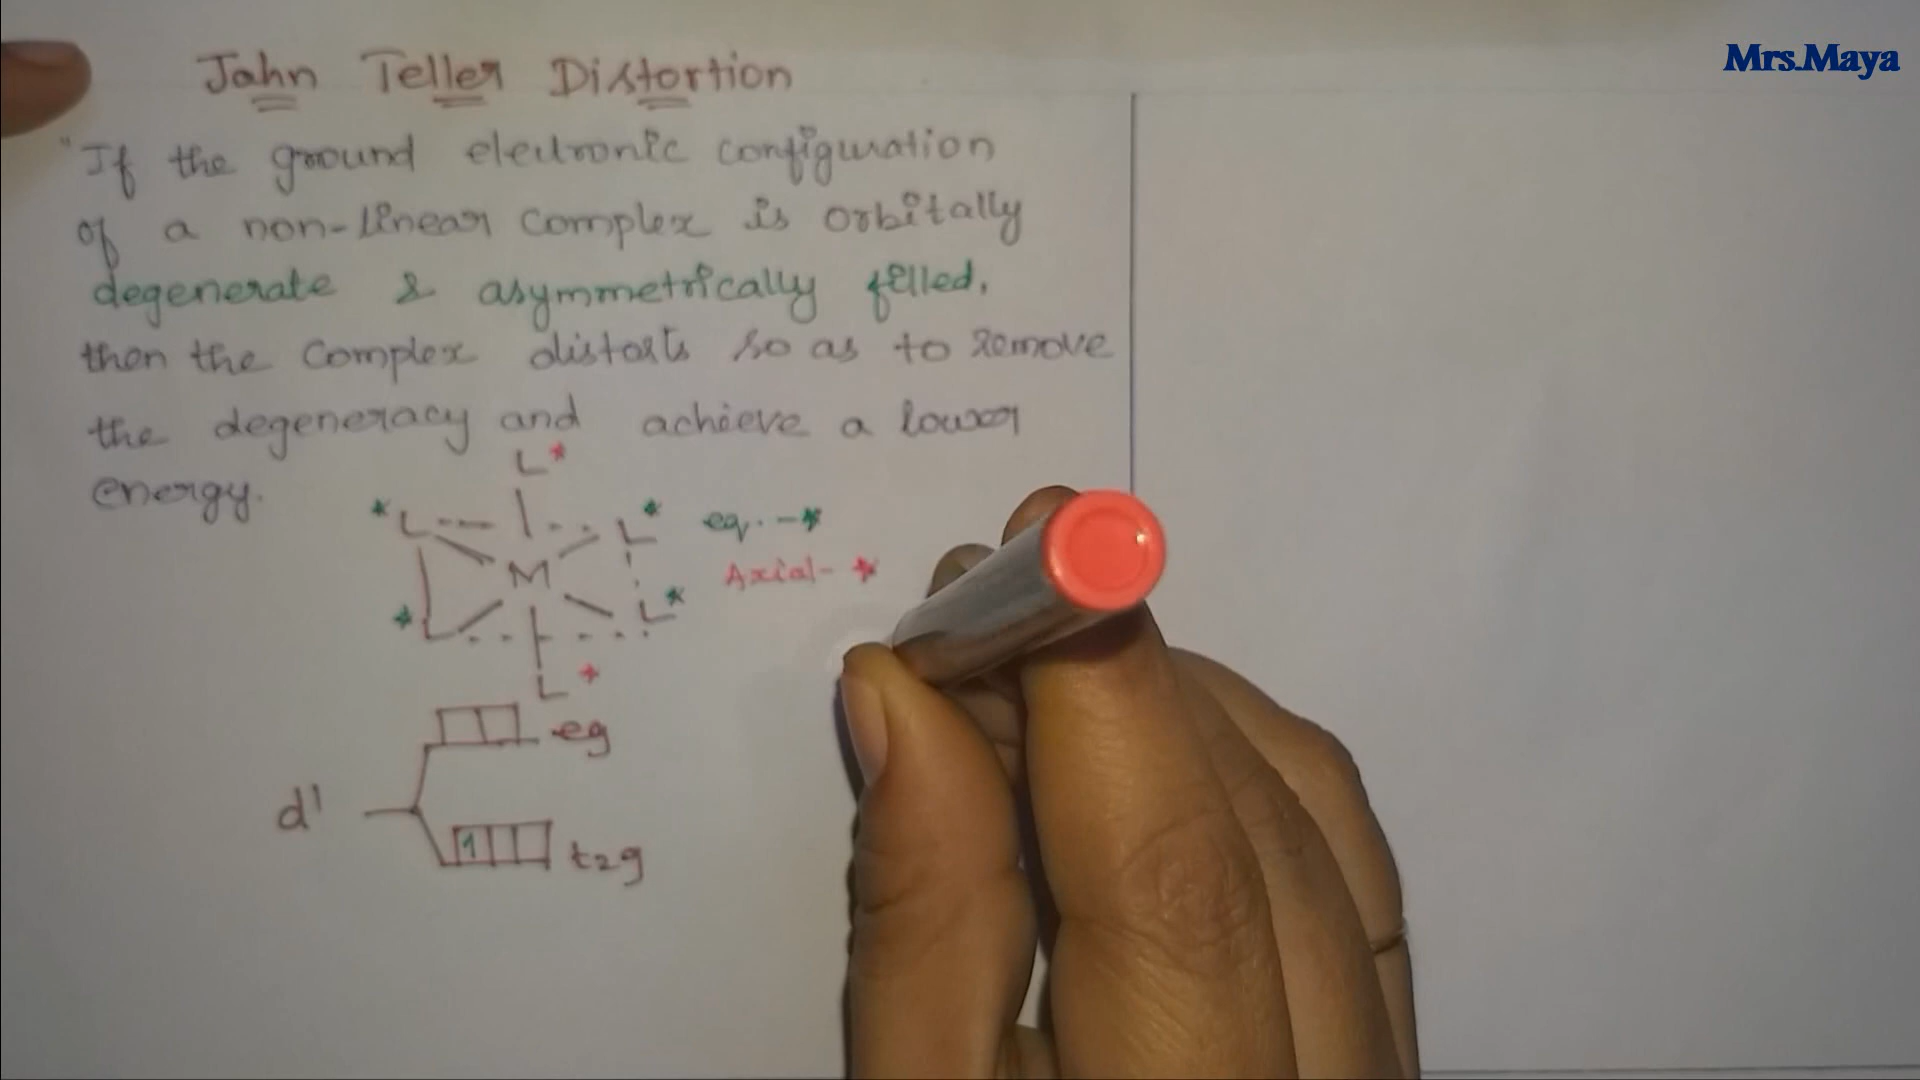 Mrs.Maya
Jahn Teller Distortion
"If the ground electronic configuration
of a non-linear complex is orbitally
degenerate & asymmetrically filled,
then the complex distorts so as to remove
the degeneracy and achieve a lower
energy.
L*
*L L* eq. - *
M Axial - *
*L L*
L*
eg
d¹
1 t2g